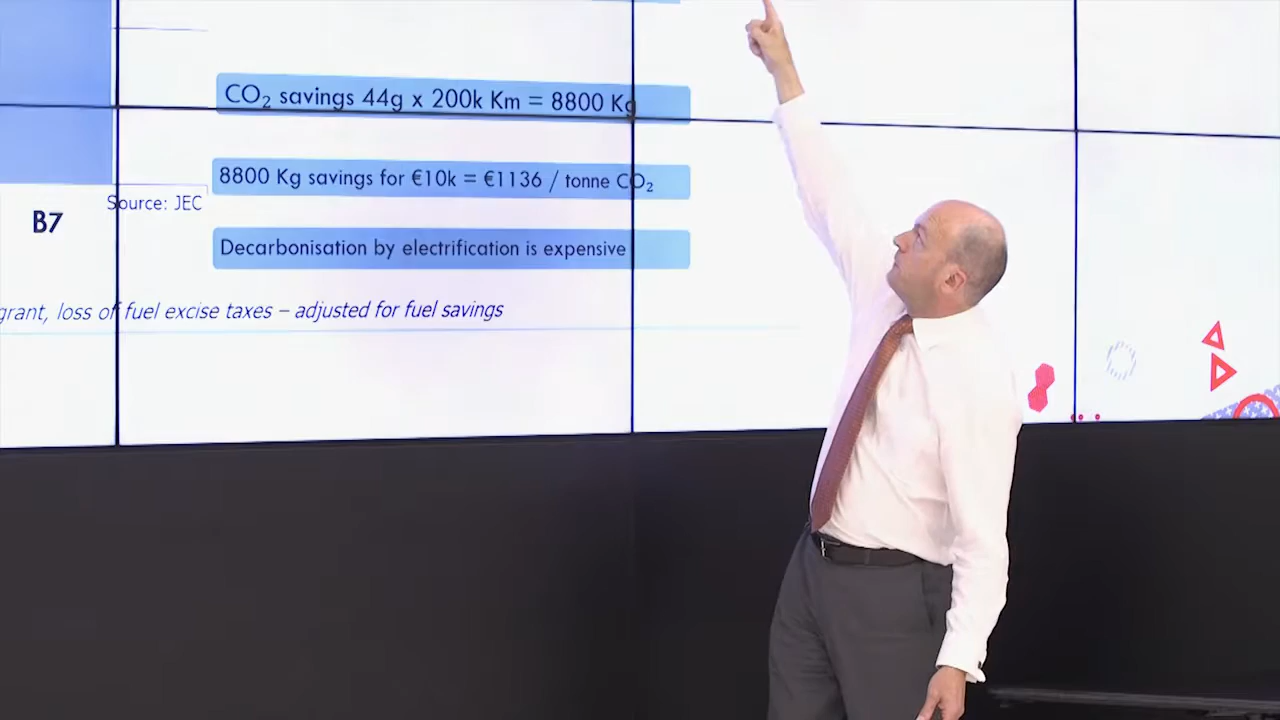 CO₂ savings 44g x 200k Km = 8800 Kg
8800 Kg savings for €10k = €1136 / tonne CO₂
Source: JEC
B7
Decarbonisation by electrification is expensive
grant, loss of fuel excise taxes – adjusted for fuel savings